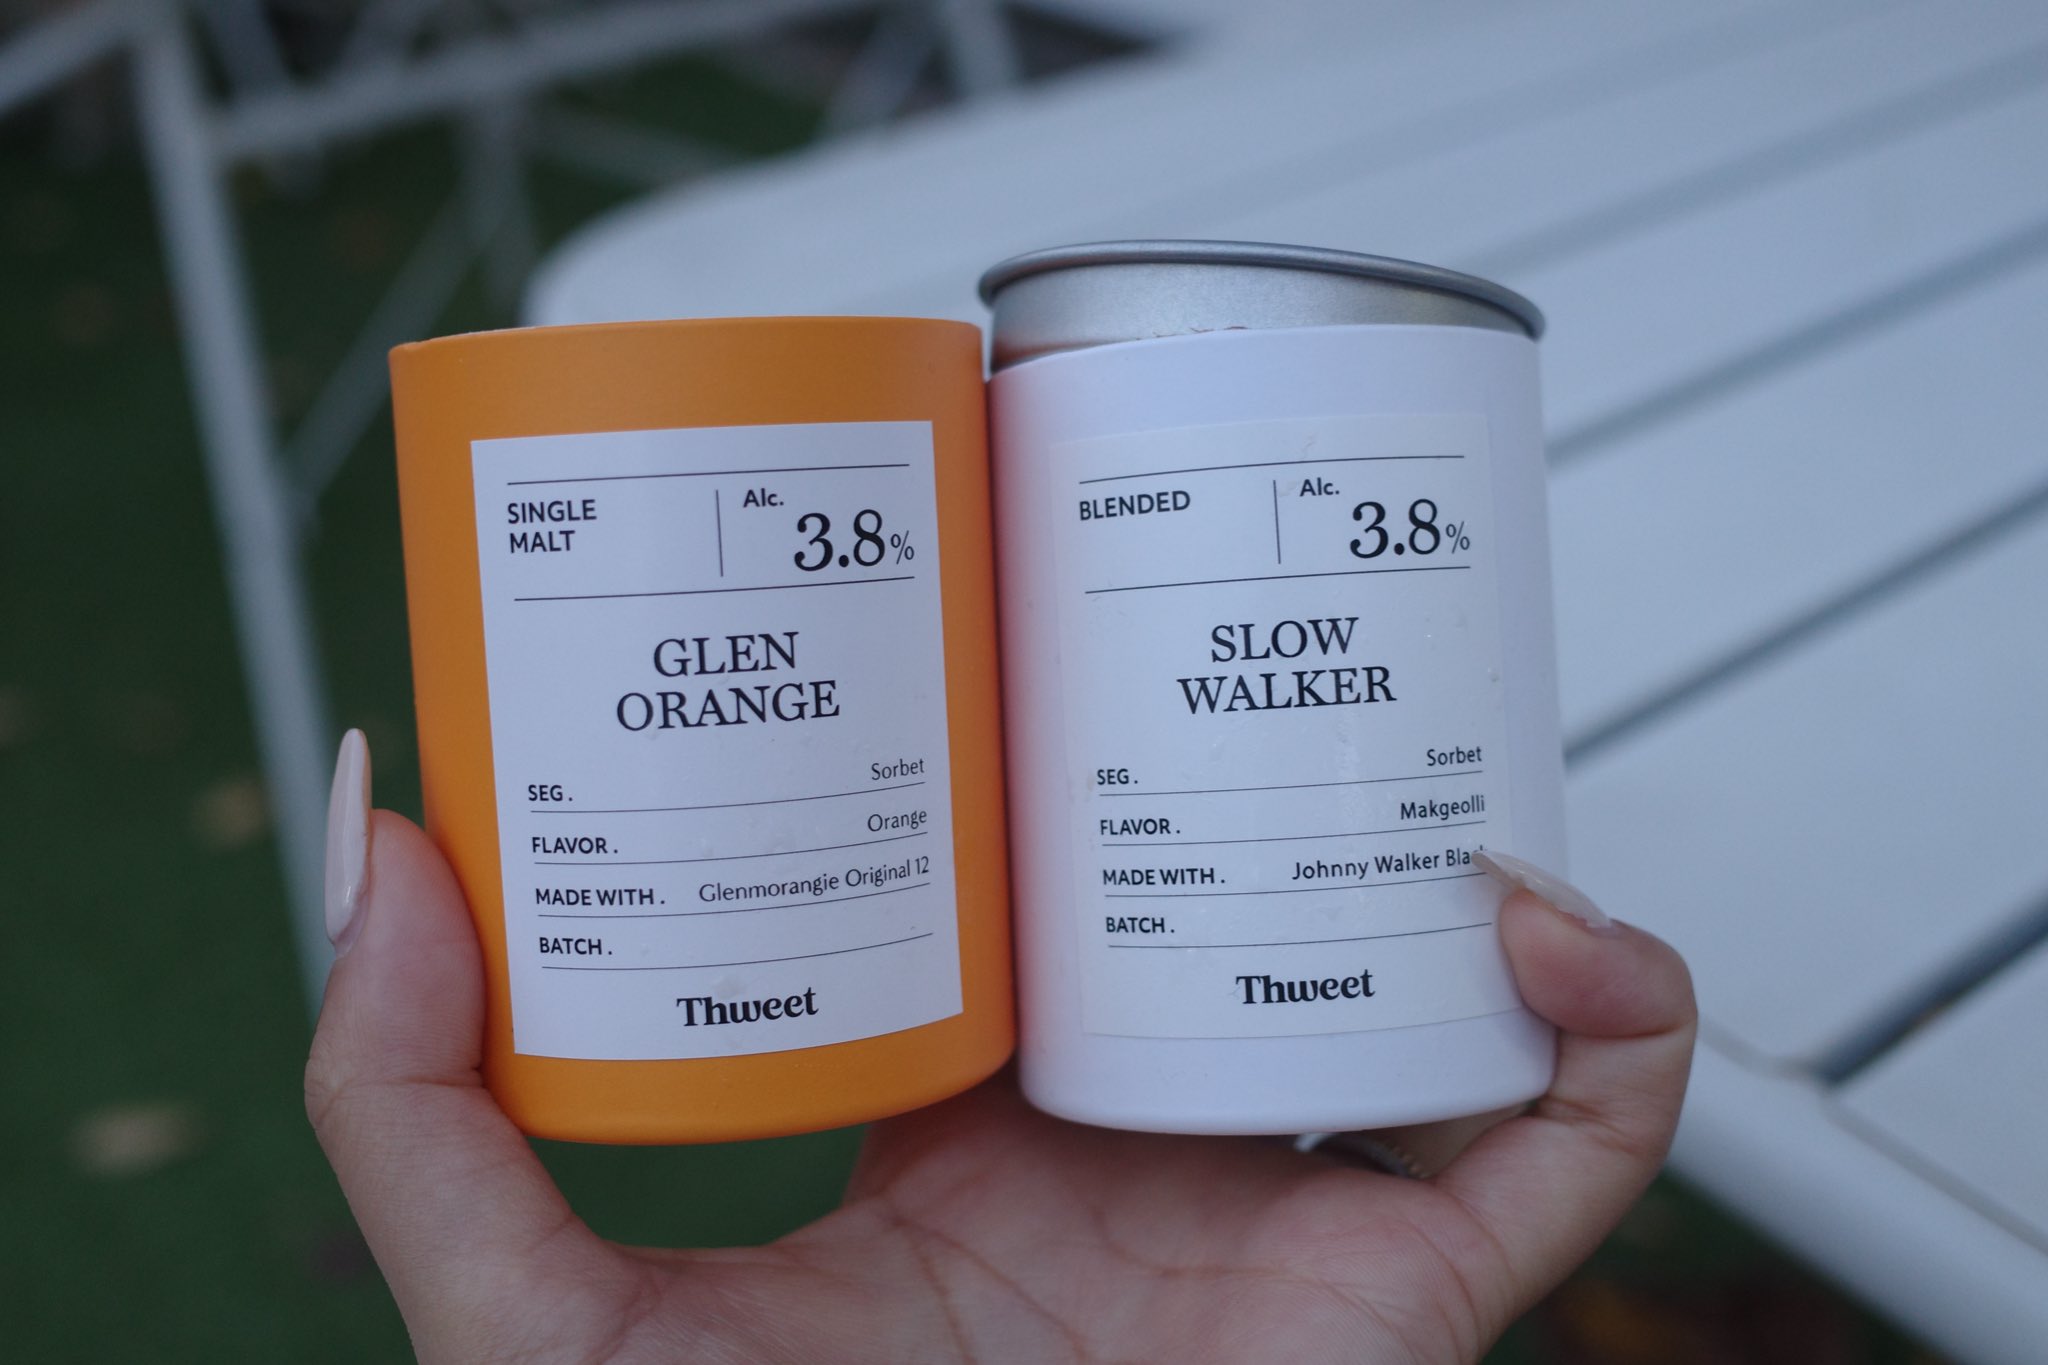 SINGLE
MALT
Alc.
3.8%
GLEN
ORANGE
SEG. Sorbet
FLAVOR. Orange
MADE WITH. Glenmorangie Original 12
BATCH.
Thweet
BLENDED
Alc.
3.8%
SLOW
WALKER
SEG. Sorbet
FLAVOR. Makgeolli
MADE WITH. Johnny Walker
BATCH.
Thweet